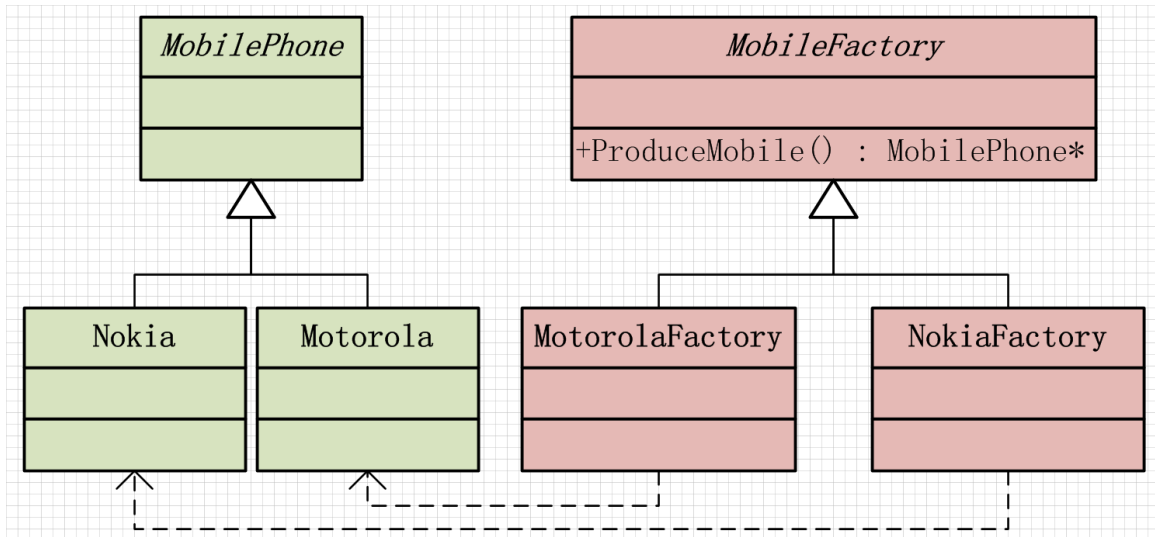 MobilePhone
MobileFactory
+ProduceMobile() : MobilePhone*
Nokia
Motorola
MotorolaFactory
NokiaFactory